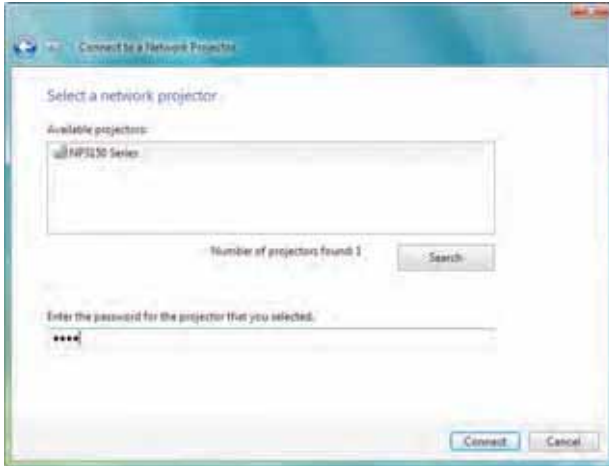 Connect to a Network Projector
Select a network projector
Available projectors:
NP3150 Series
Number of projectors found: 1
Search
Enter the password for the projector that you selected.
••••
Connect
Cancel